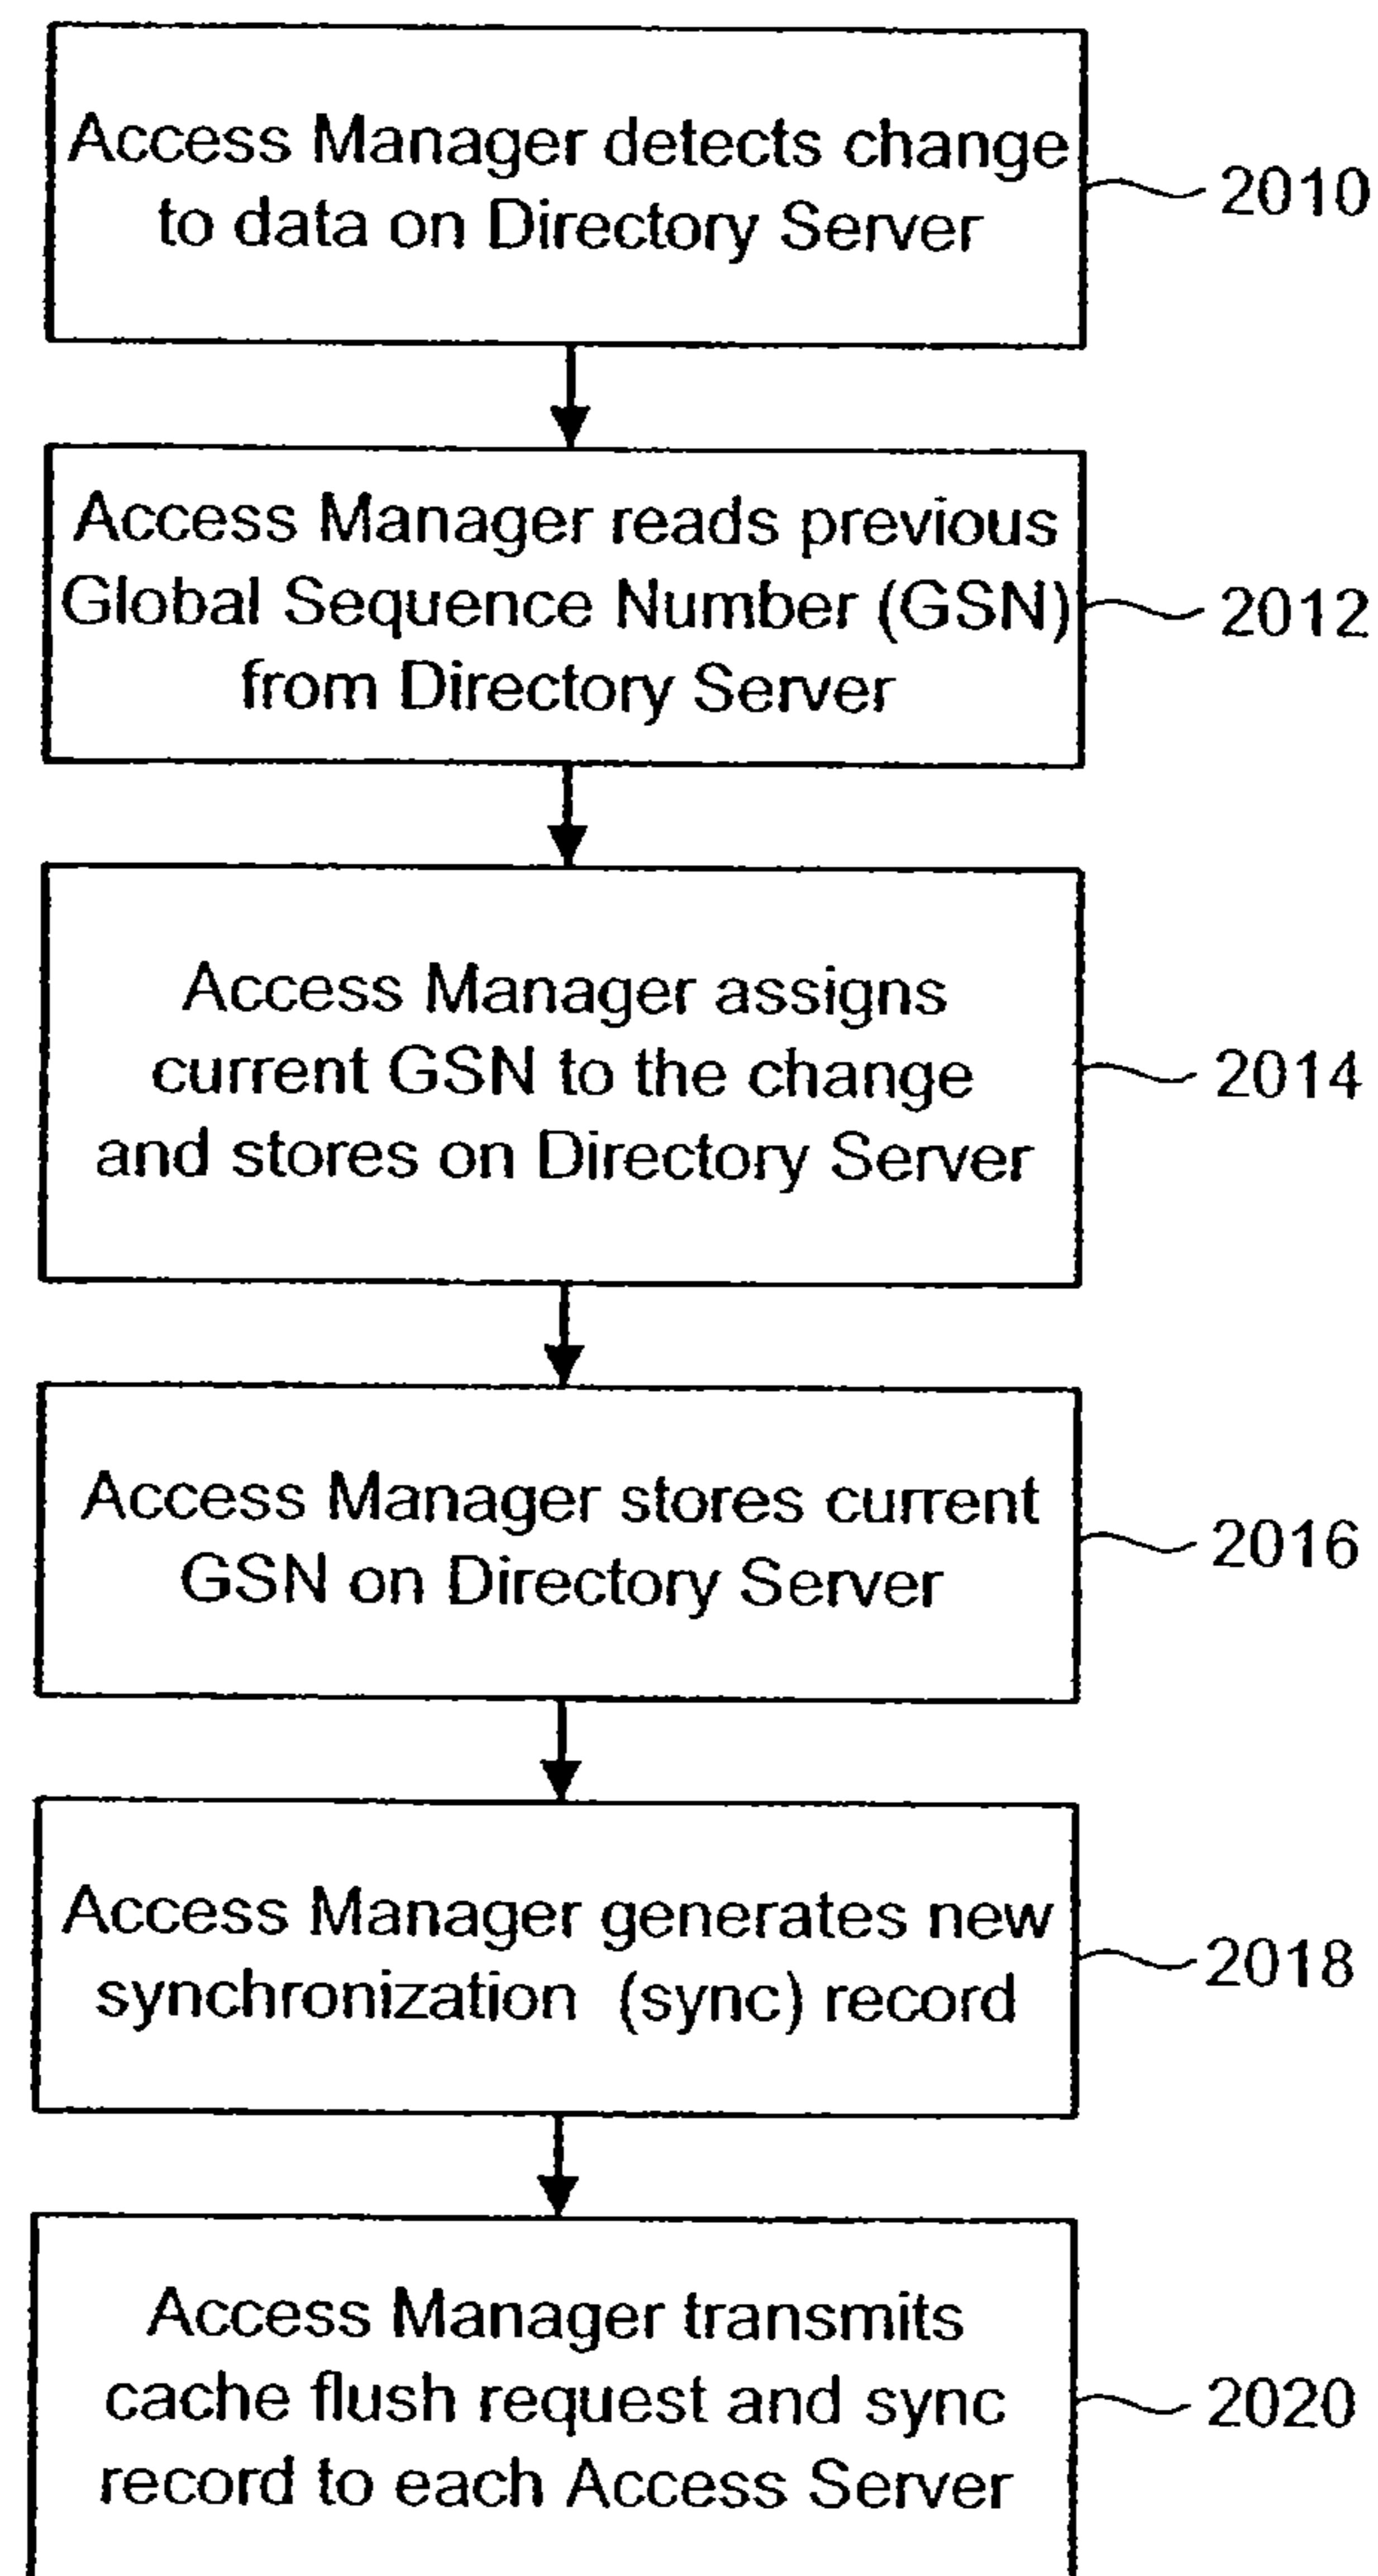 Access Manager detects change
to data on Directory Server
2010
Access Manager reads previous
Global Sequence Number (GSN)
from Directory Server
2012
Access Manager assigns
current GSN to the change
and stores on Directory Server
2014
Access Manager stores current
GSN on Directory Server
2016
Access Manager generates new
synchronization (sync) record
2018
Access Manager transmits
cache flush request and sync
record to each Access Server
2020